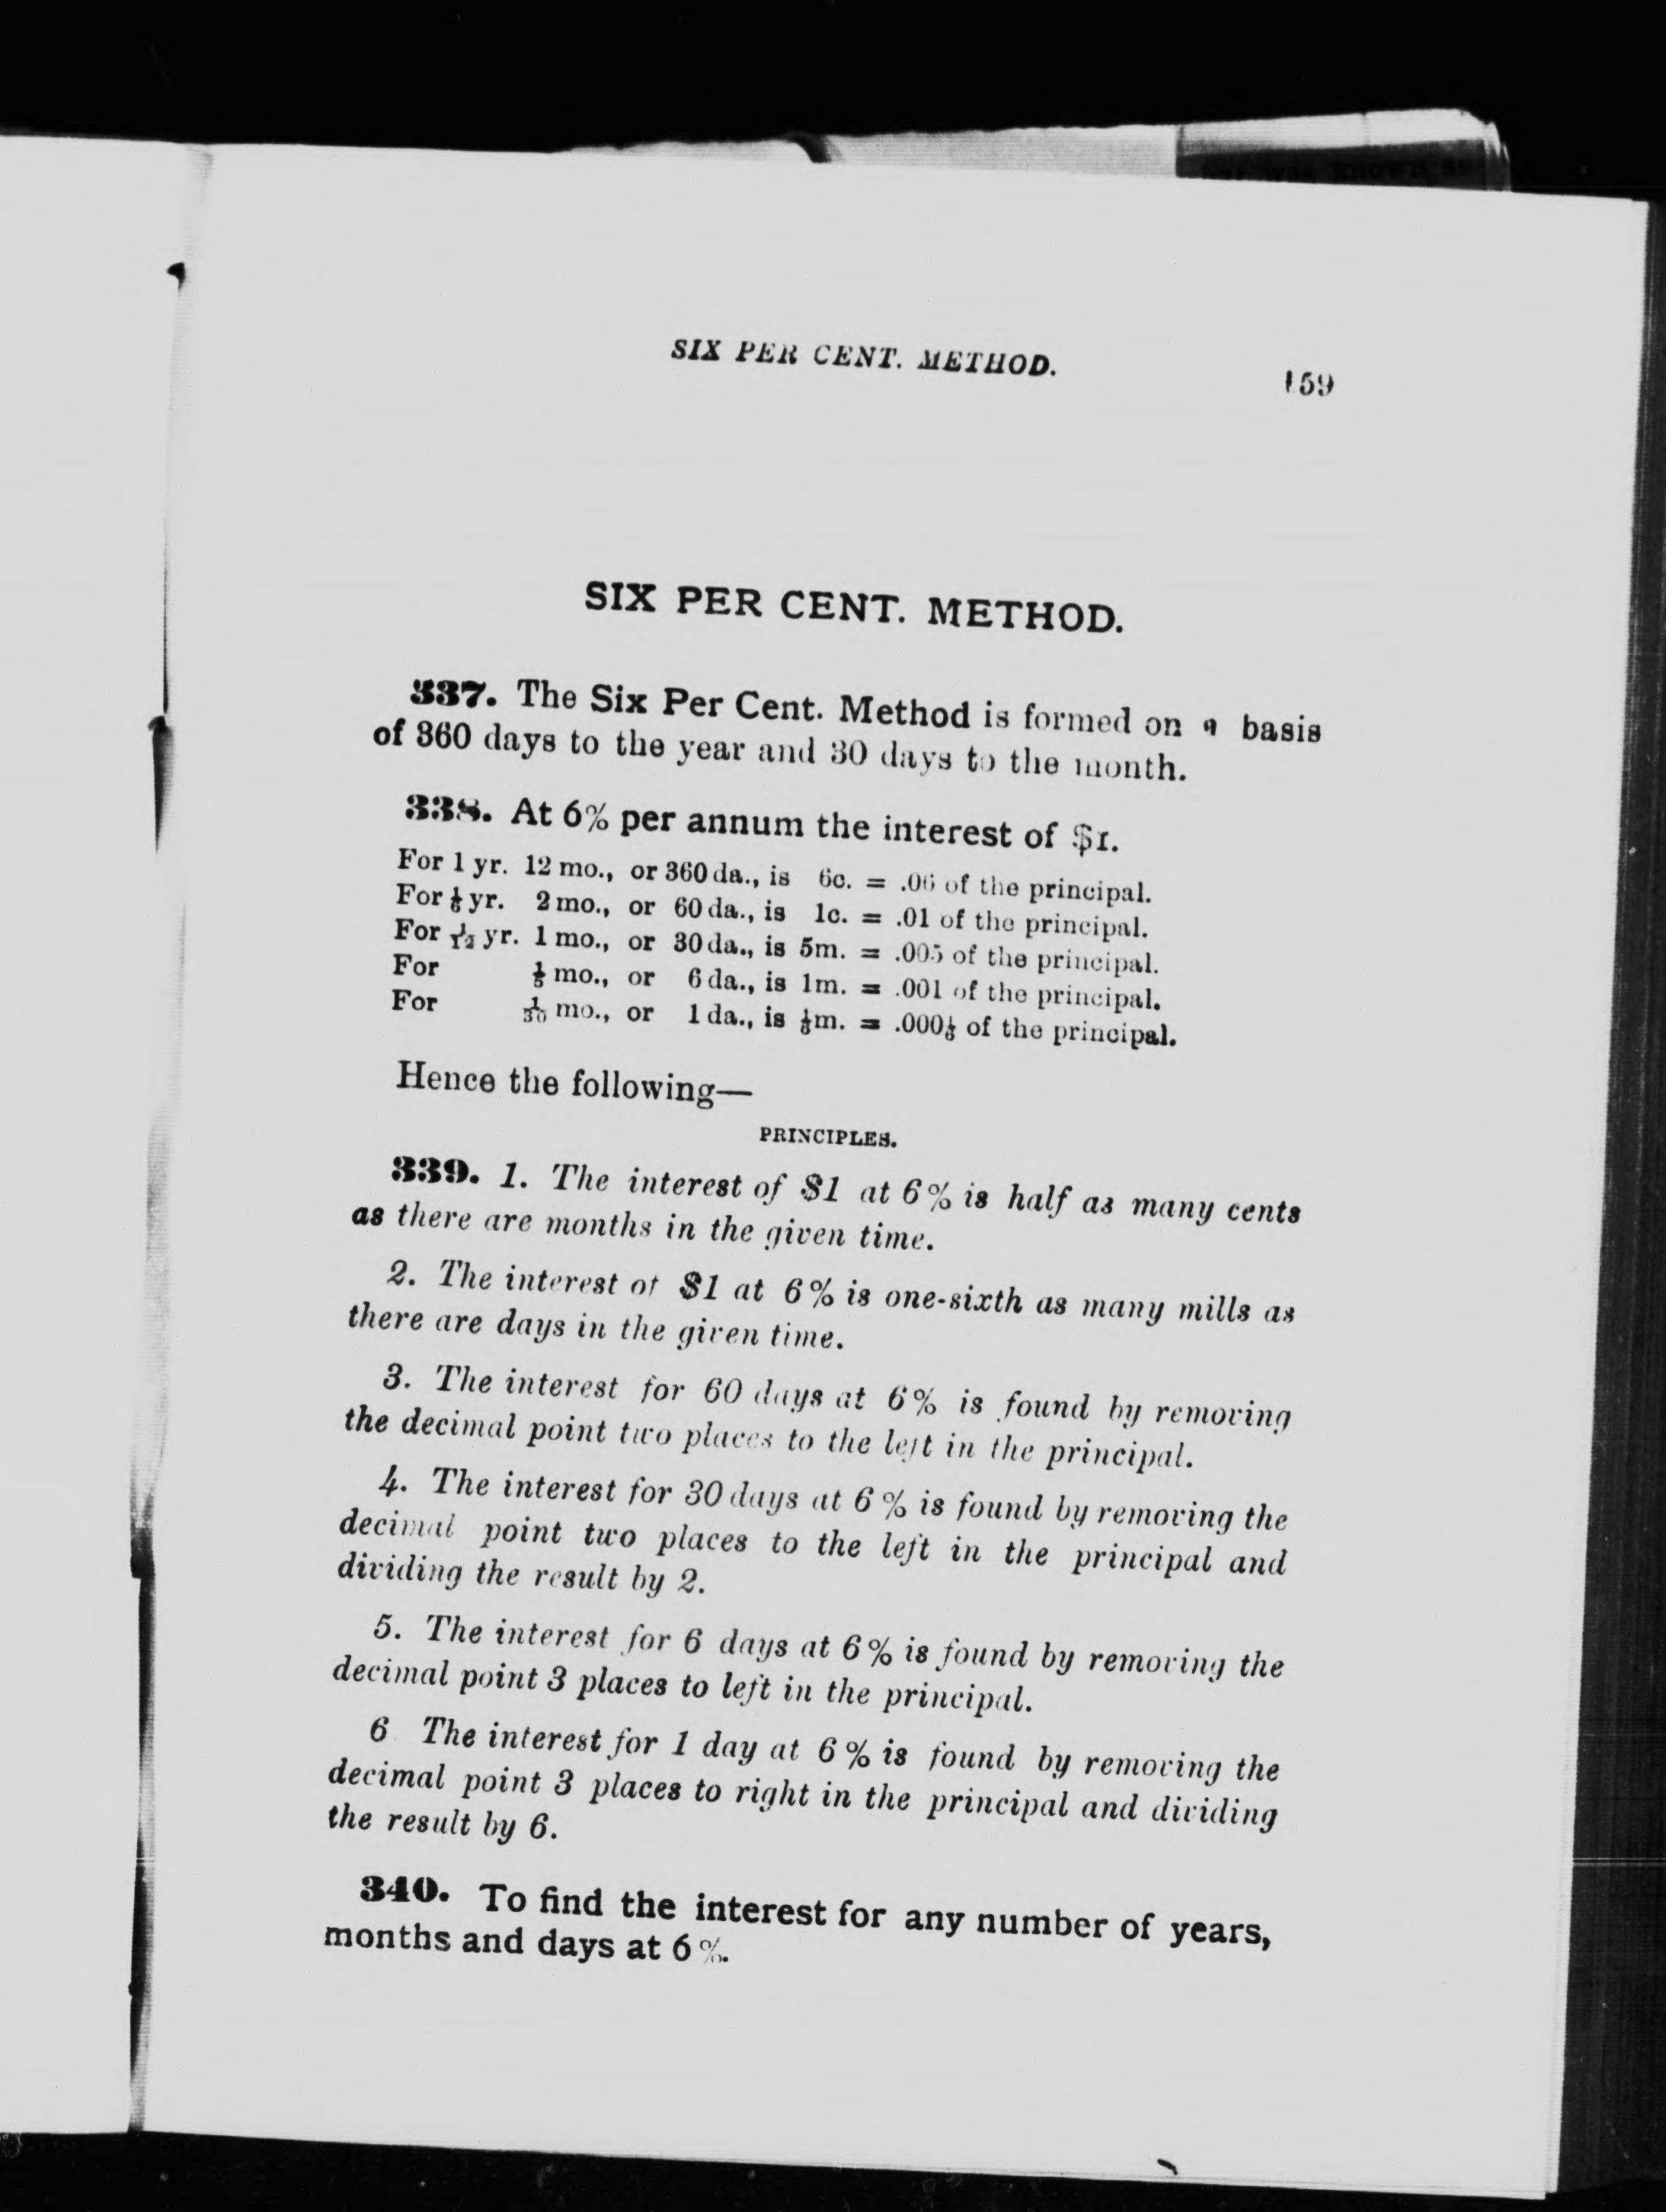 SIX PER CENT. METHOD.
159
SIX PER CENT. METHOD.
337. The Six Per Cent. Method is formed on a basis
of 360 days to the year and 30 days to the month.
338. At 6% per annum the interest of $1.
For 1 yr. 12 mo., or 360 da., is 6c. = .06 of the principal.
For ⅙ yr. 2 mo., or 60 da., is 1c. = .01 of the principal.
For 1/12 yr. 1 mo., or 30 da., is 5m. = .005 of the principal.
For ⅕ mo., or 6 da., is 1m. = .001 of the principal.
For 1/30 mo., or 1 da., is ⅙m. = .000⅙ of the principal.
Hence the following—
PRINCIPLES.
339. 1. The interest of $1 at 6% is half as many cents
as there are months in the given time.
2. The interest of $1 at 6% is one-sixth as many mills as
there are days in the given time.
3. The interest for 60 days at 6% is found by removing
the decimal point two places to the left in the principal.
4. The interest for 30 days at 6% is found by removing the
decimal point two places to the left in the principal and
dividing the result by 2.
5. The interest for 6 days at 6% is found by removing the
decimal point 3 places to left in the principal.
6 The interest for 1 day at 6% is found by removing the
decimal point 3 places to right in the principal and dividing
the result by 6.
340. To find the interest for any number of years,
months and days at 6%.